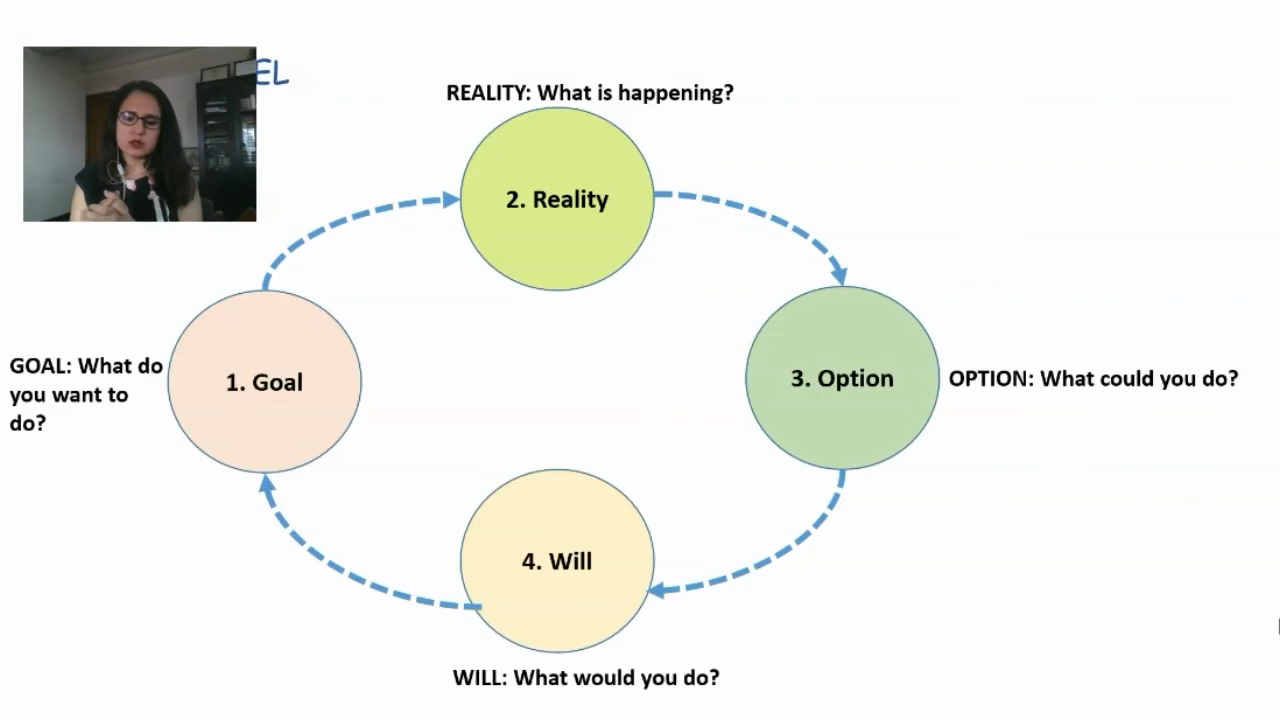 EL
REALITY: What is happening?
2. Reality
GOAL: What do
you want to
do?
1. Goal
3. Option
OPTION: What could you do?
4. Will
WILL: What would you do?